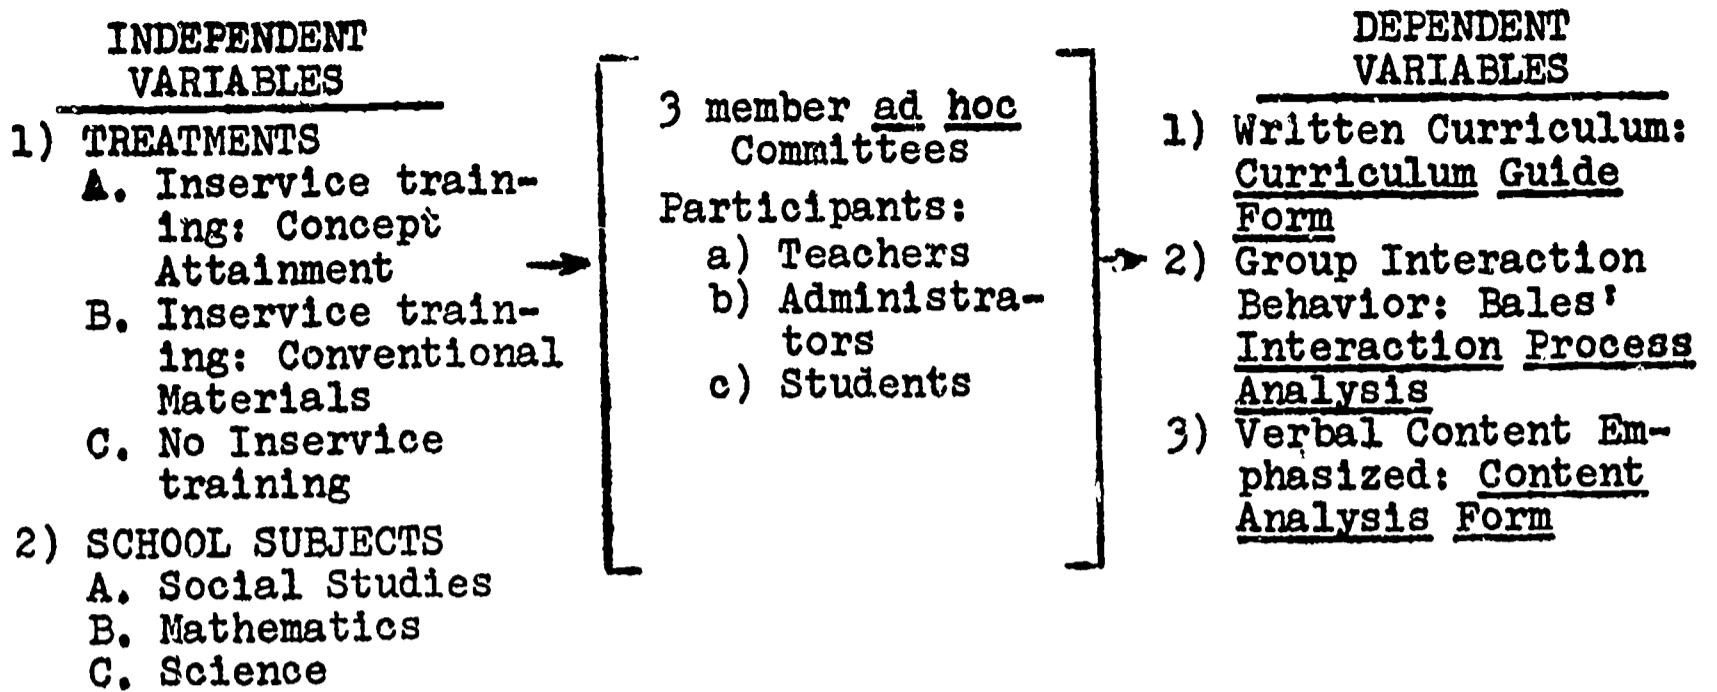 INDEPENDENT
VARIABLES
1) TREATMENTS
A. Inservice train-
ing: Concept
Attainment
B. Inservice train-
ing: Conventional
Materials
C. No Inservice
training
2) SCHOOL SUBJECTS
A. Social Studies
B. Mathematics
C. Science
3 member ad hoc
Committees
Participants:
a) Teachers
b) Administra-
tors
c) Students
DEPENDENT
VARIABLES
1) Written Curriculum:
Curriculum Guide
Form
2) Group Interaction
Behavior: Bales'
Interaction Process
Analysis
3) Verbal Content Em-
phasized: Content
Analysis Form